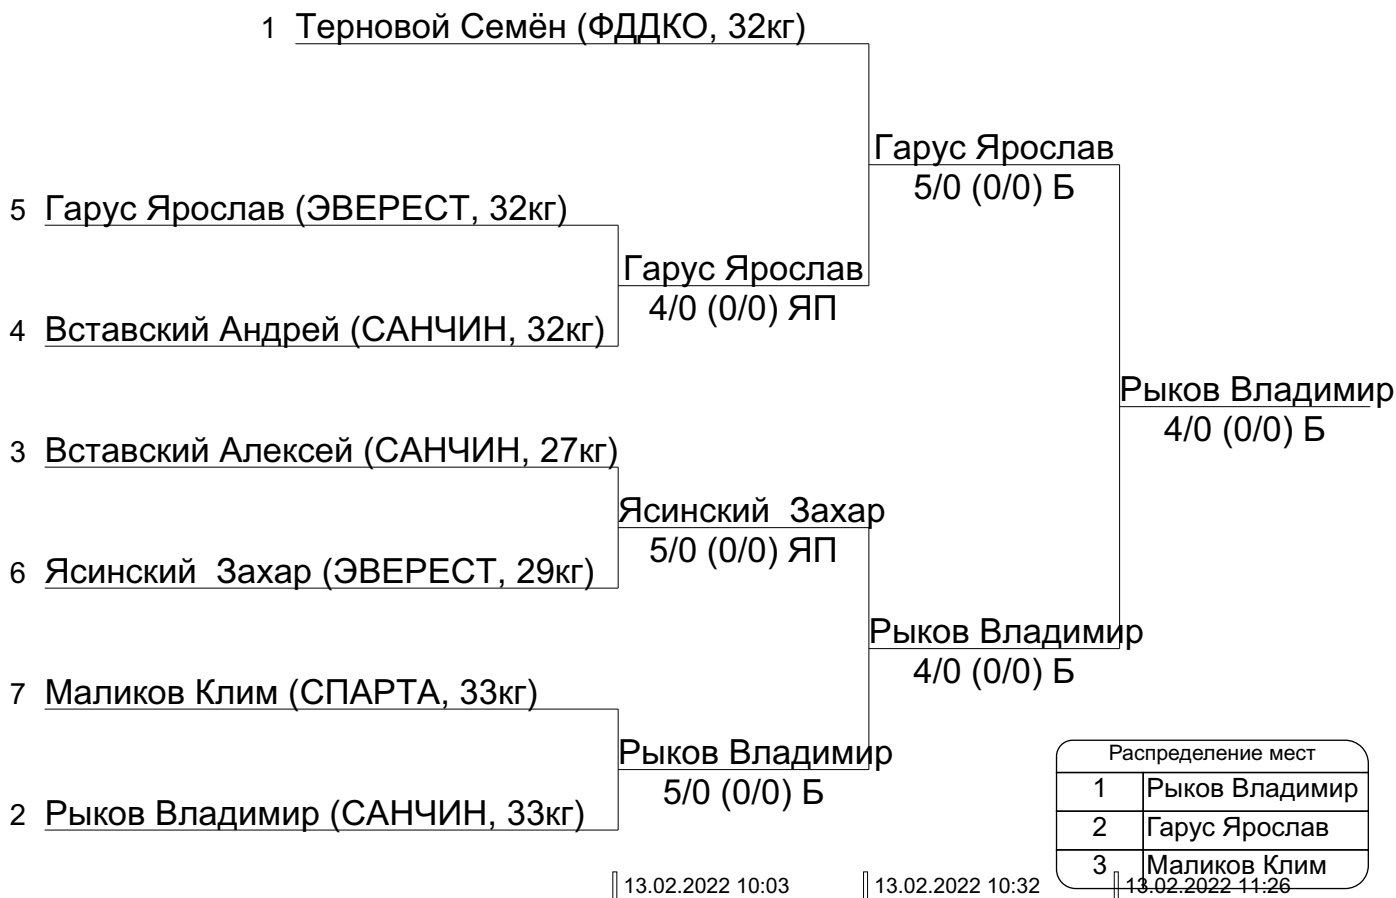 1 Терновой Семён (ФДДКО, 32кг)
Гарус Ярослав
5/0 (0/0) Б
5 Гарус Ярослав (ЭВЕРЕСТ, 32кг)
Гарус Ярослав
4/0 (0/0) ЯП
4 Вставский Андрей (САНЧИН, 32кг)
Рыков Владимир
4/0 (0/0) Б
3 Вставский Алексей (САНЧИН, 27кг)
Ясинский  Захар
5/0 (0/0) ЯП
6 Ясинский  Захар (ЭВЕРЕСТ, 29кг)
Рыков Владимир
4/0 (0/0) Б
7 Маликов Клим (СПАРТА, 33кг)
Рыков Владимир
5/0 (0/0) Б
2 Рыков Владимир (САНЧИН, 33кг)
Распределение мест
1 Рыков Владимир
2 Гарус Ярослав
3 Маликов Клим
13.02.2022 10:03
13.02.2022 10:32
13.02.2022 11:26